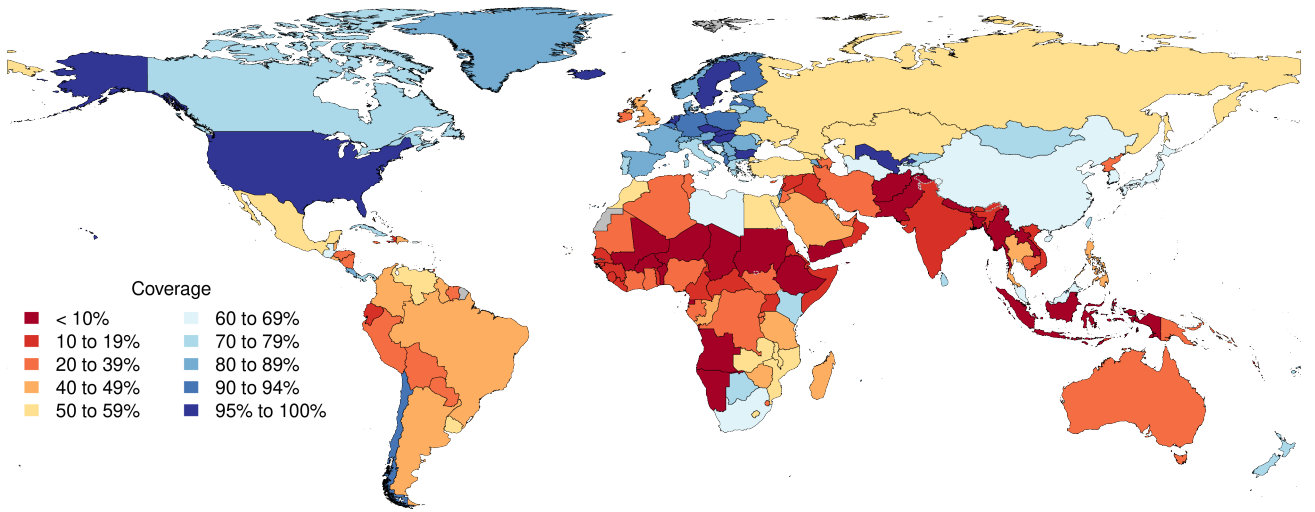 Coverage
< 10%
10 to 19%
20 to 39%
40 to 49%
50 to 59%
60 to 69%
70 to 79%
80 to 89%
90 to 94%
95% to 100%